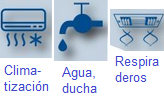 Clima-
tización
Agua,
ducha
Respira
deros